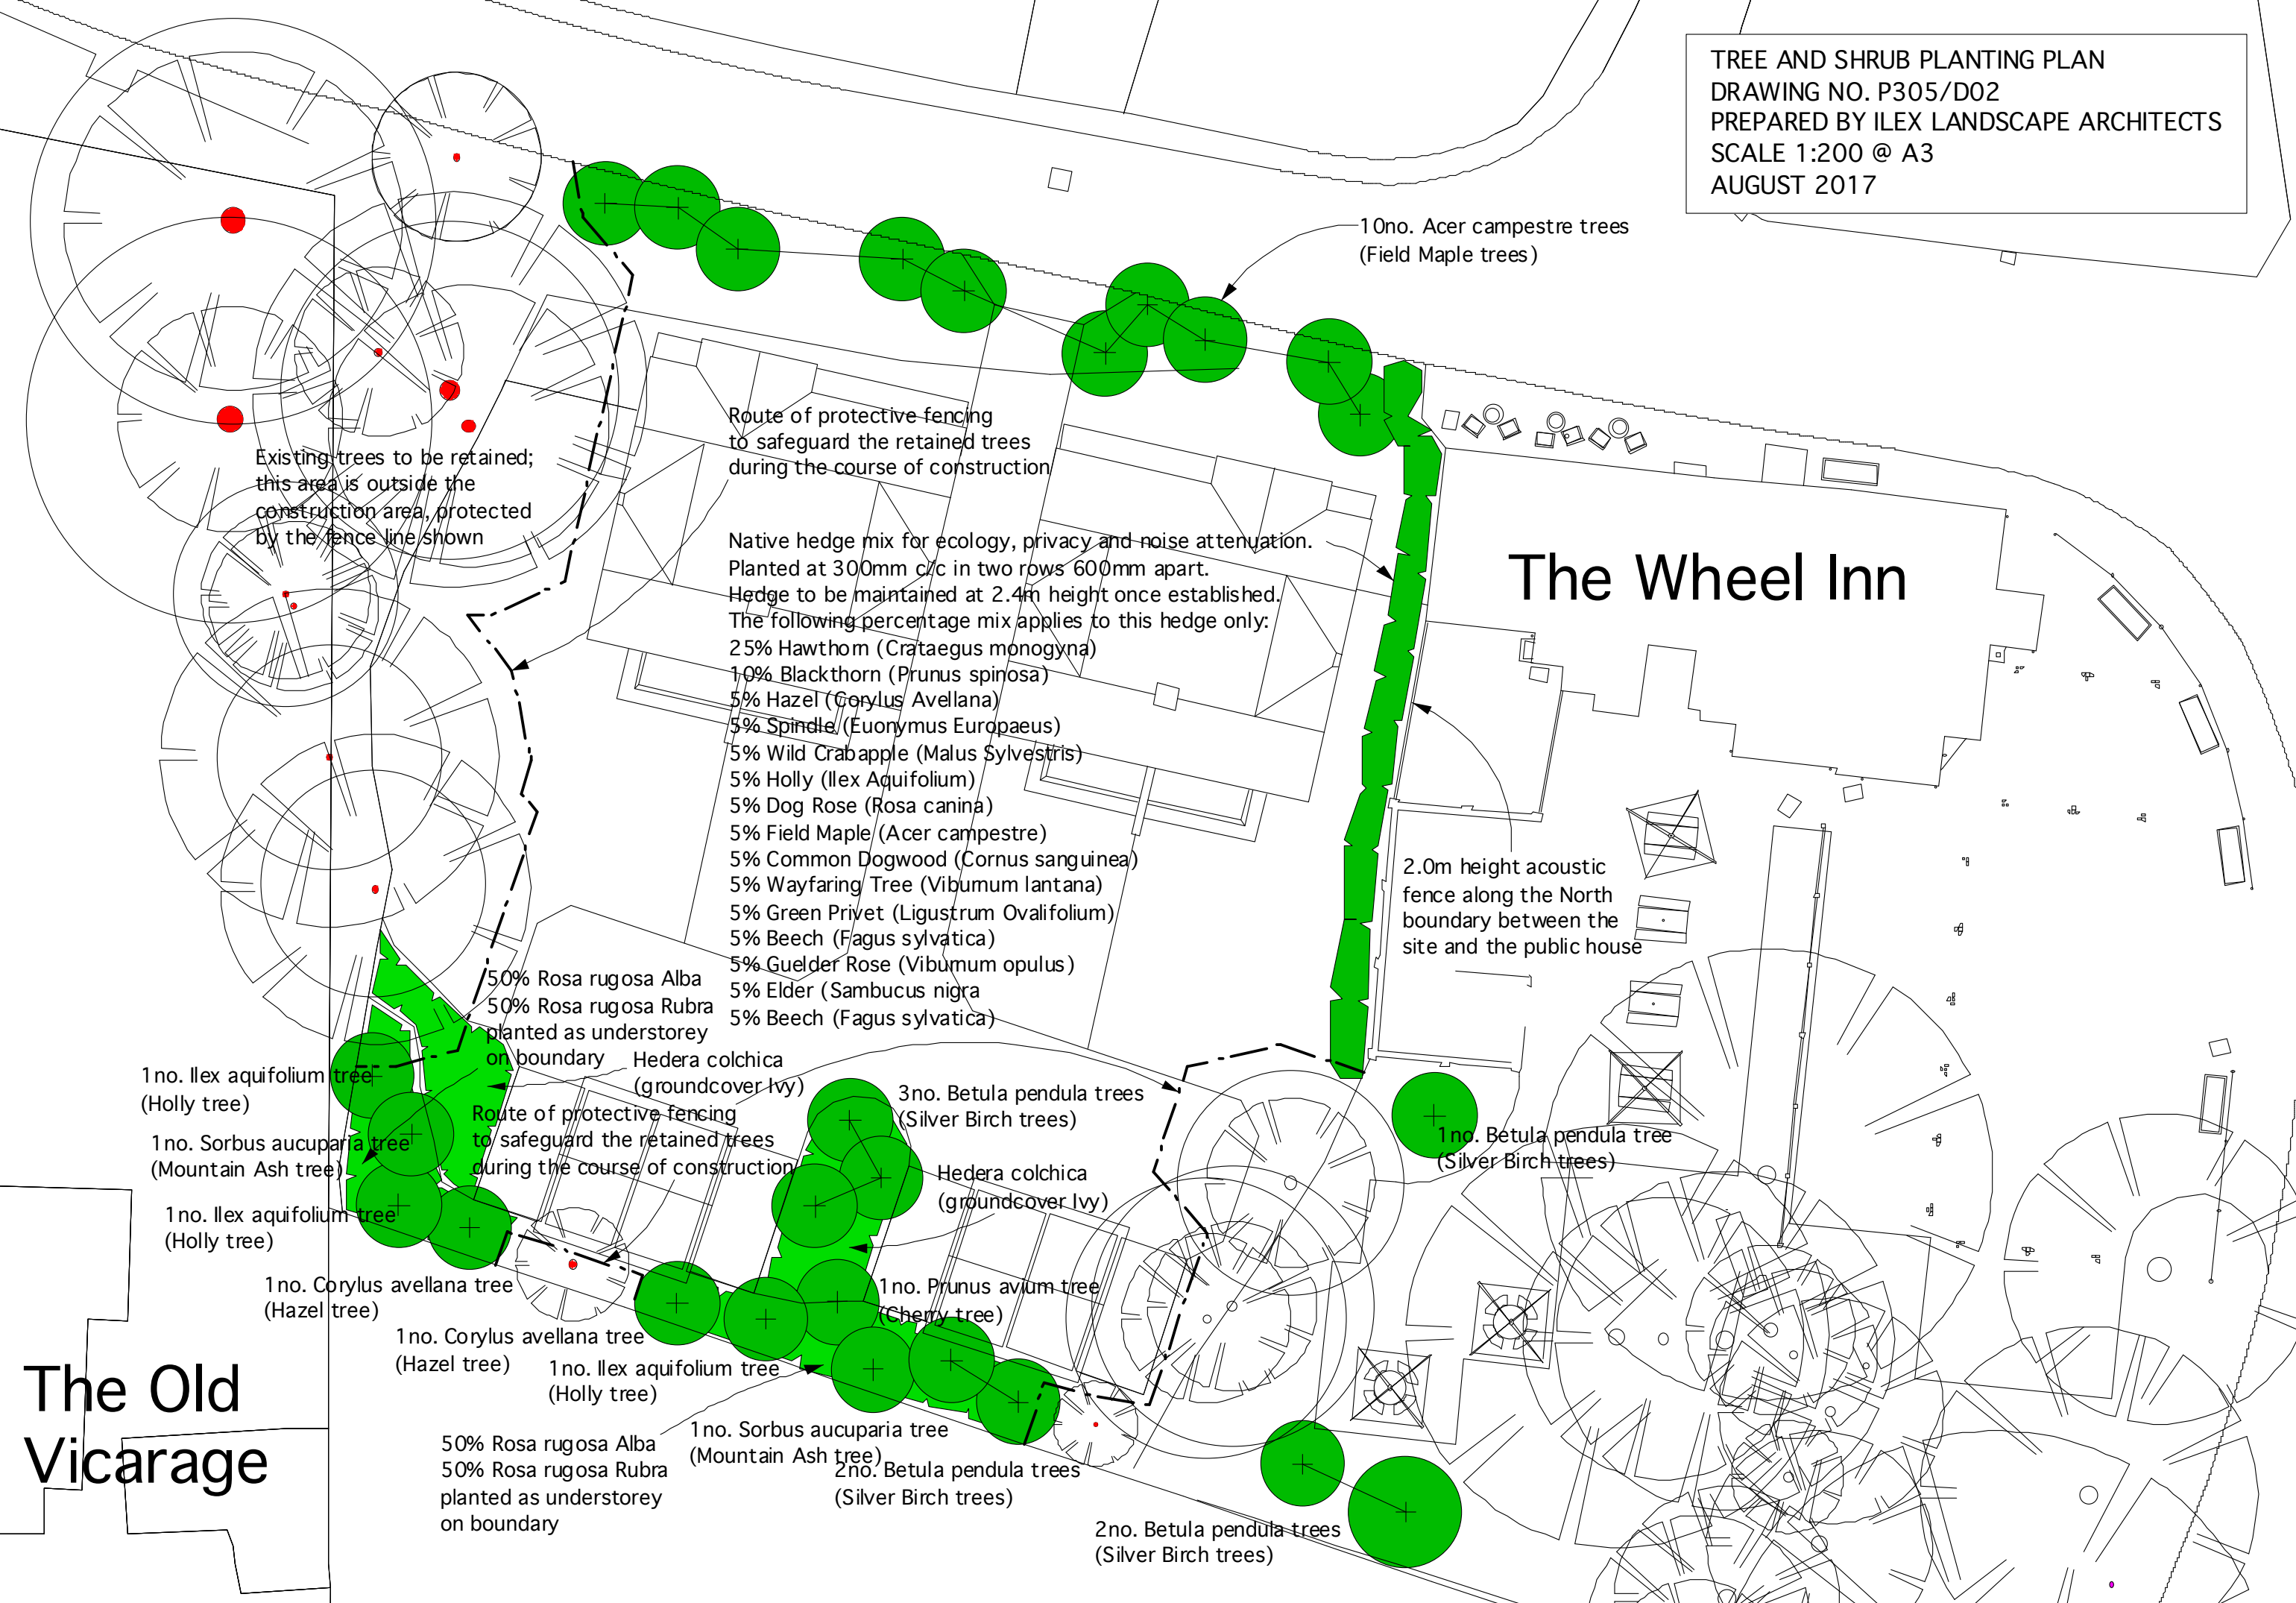 TREE AND SHRUB PLANTING PLAN
DRAWING NO. P305/D02
PREPARED BY ILEX LANDSCAPE ARCHITECTS
SCALE 1:200 @ A3
AUGUST 2017
10no. Acer campestre trees
(Field Maple trees)
Route of protective fencing
to safeguard the retained trees
during the course of construction
Existing trees to be retained;
this area is outside the
construction area, protected
by the fence line shown
Native hedge mix for ecology, privacy and noise attenuation.
Planted at 300mm c/c in two rows 600mm apart.
Hedge to be maintained at 2.4m height once established.
The following percentage mix applies to this hedge only:
25% Hawthorn (Crataegus monogyna)
10% Blackthorn (Prunus spinosa)
5% Hazel (Corylus Avellana)
5% Spindle (Euonymus Europaeus)
5% Wild Crabapple (Malus Sylvestris)
5% Holly (Ilex Aquifolium)
5% Dog Rose (Rosa canina)
5% Field Maple (Acer campestre)
5% Common Dogwood (Cornus sanguinea)
5% Wayfaring Tree (Viburnum lantana)
5% Green Privet (Ligustrum Ovalifolium)
5% Beech (Fagus sylvatica)
5% Guelder Rose (Viburnum opulus)
5% Elder (Sambucus nigra
5% Beech (Fagus sylvatica)
The Wheel Inn
2.0m height acoustic
fence along the North
boundary between the
site and the public house
50% Rosa rugosa Alba
50% Rosa rugosa Rubra
planted as understorey
on boundary
Hedera colchica
(groundcover Ivy)
1no. Ilex aquifolium tree
(Holly tree)
Route of protective fencing
to safeguard the retained trees
during the course of construction
3no. Betula pendula trees
(Silver Birch trees)
1no. Betula pendula tree
(Silver Birch trees)
1no. Sorbus aucuparia tree
(Mountain Ash tree)
Hedera colchica
(groundcover Ivy)
1no. Ilex aquifolium tree
(Holly tree)
1no. Corylus avellana tree
(Hazel tree)
1no. Prunus avium tree
(Cherry tree)
1no. Corylus avellana tree
(Hazel tree)
1no. Ilex aquifolium tree
(Holly tree)
The Old
Vicarage
1no. Sorbus aucuparia tree
(Mountain Ash tree)
50% Rosa rugosa Alba
50% Rosa rugosa Rubra
planted as understorey
on boundary
2no. Betula pendula trees
(Silver Birch trees)
2no. Betula pendula trees
(Silver Birch trees)